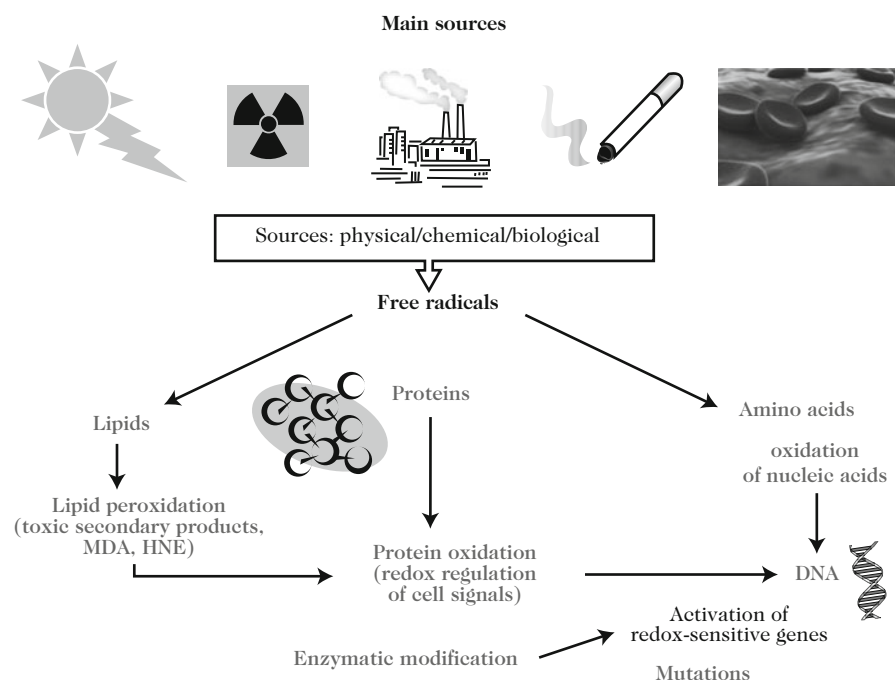 Main sources
Sources: physical/chemical/biological
Free radicals
Proteins
Amino acids
Lipids
oxidation
of nucleic acids
Lipid peroxidation
(toxic secondary products,
MDA, HNE)
Protein oxidation
(redox regulation
of cell signals)
DNA
Activation of
redox-sensitive genes
Enzymatic modification
Mutations